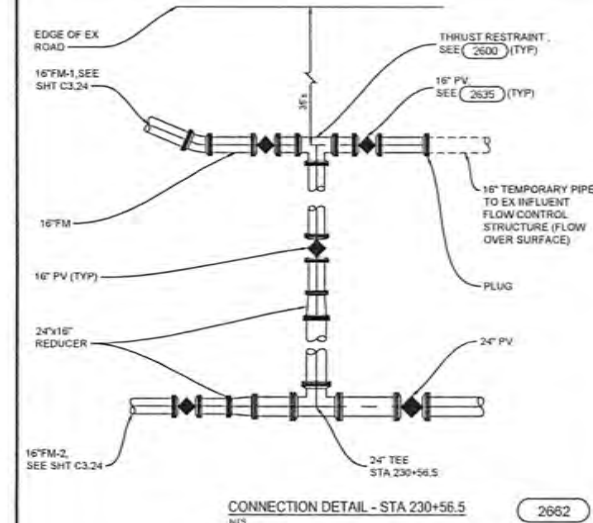 EDGE OF EX
ROAD
16"FM-1,SEE
SHT C3.24
THRUST RESTRAINT,
SEE 2600 (TYP)
16" PV,
SEE 2635 (TYP)
16"FM
16" TEMPORARY PIPE
TO EX INFLUENT
FLOW CONTROL
STRUCTURE (FLOW
OVER SURFACE)
16" PV (TYP)
PLUG
24"x16"
REDUCER
24" PV
16"FM-2,
SEE SHT C3.24
24" TEE
STA 230+56.5
CONNECTION DETAIL - STA 230+56.5
2662
NTS